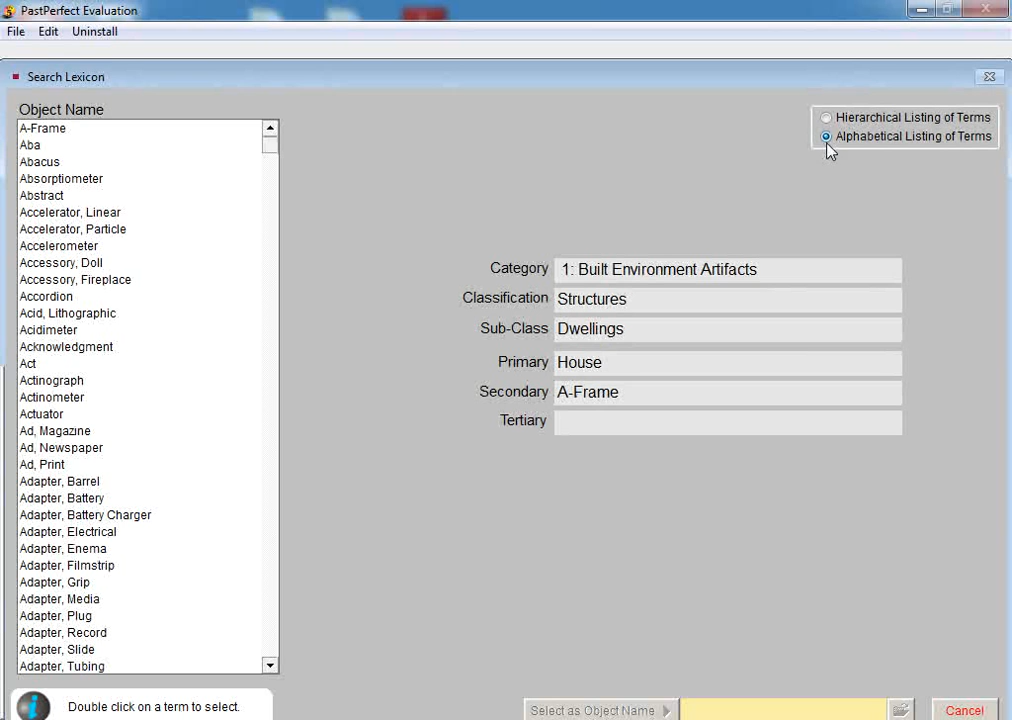 PastPerfect Evaluation
File Edit Uninstall
Search Lexicon
Object Name
Hierarchical Listing of Terms
Alphabetical Listing of Terms
A-Frame
Aba
Abacus
Absorptiometer
Abstract
Accelerator, Linear
Accelerator, Particle
Accelerometer
Accessory, Doll
Accessory, Fireplace
Accordion
Acid, Lithographic
Acidimeter
Acknowledgment
Act
Actinograph
Actinometer
Actuator
Ad, Magazine
Ad, Newspaper
Ad, Print
Adapter, Barrel
Adapter, Battery
Adapter, Battery Charger
Adapter, Electrical
Adapter, Enema
Adapter, Filmstrip
Adapter, Grip
Adapter, Media
Adapter, Plug
Adapter, Record
Adapter, Slide
Adapter, Tubing
Category 1: Built Environment Artifacts
Classification Structures
Sub-Class Dwellings
Primary House
Secondary A-Frame
Tertiary
Double click on a term to select.
Select as Object Name
Cancel